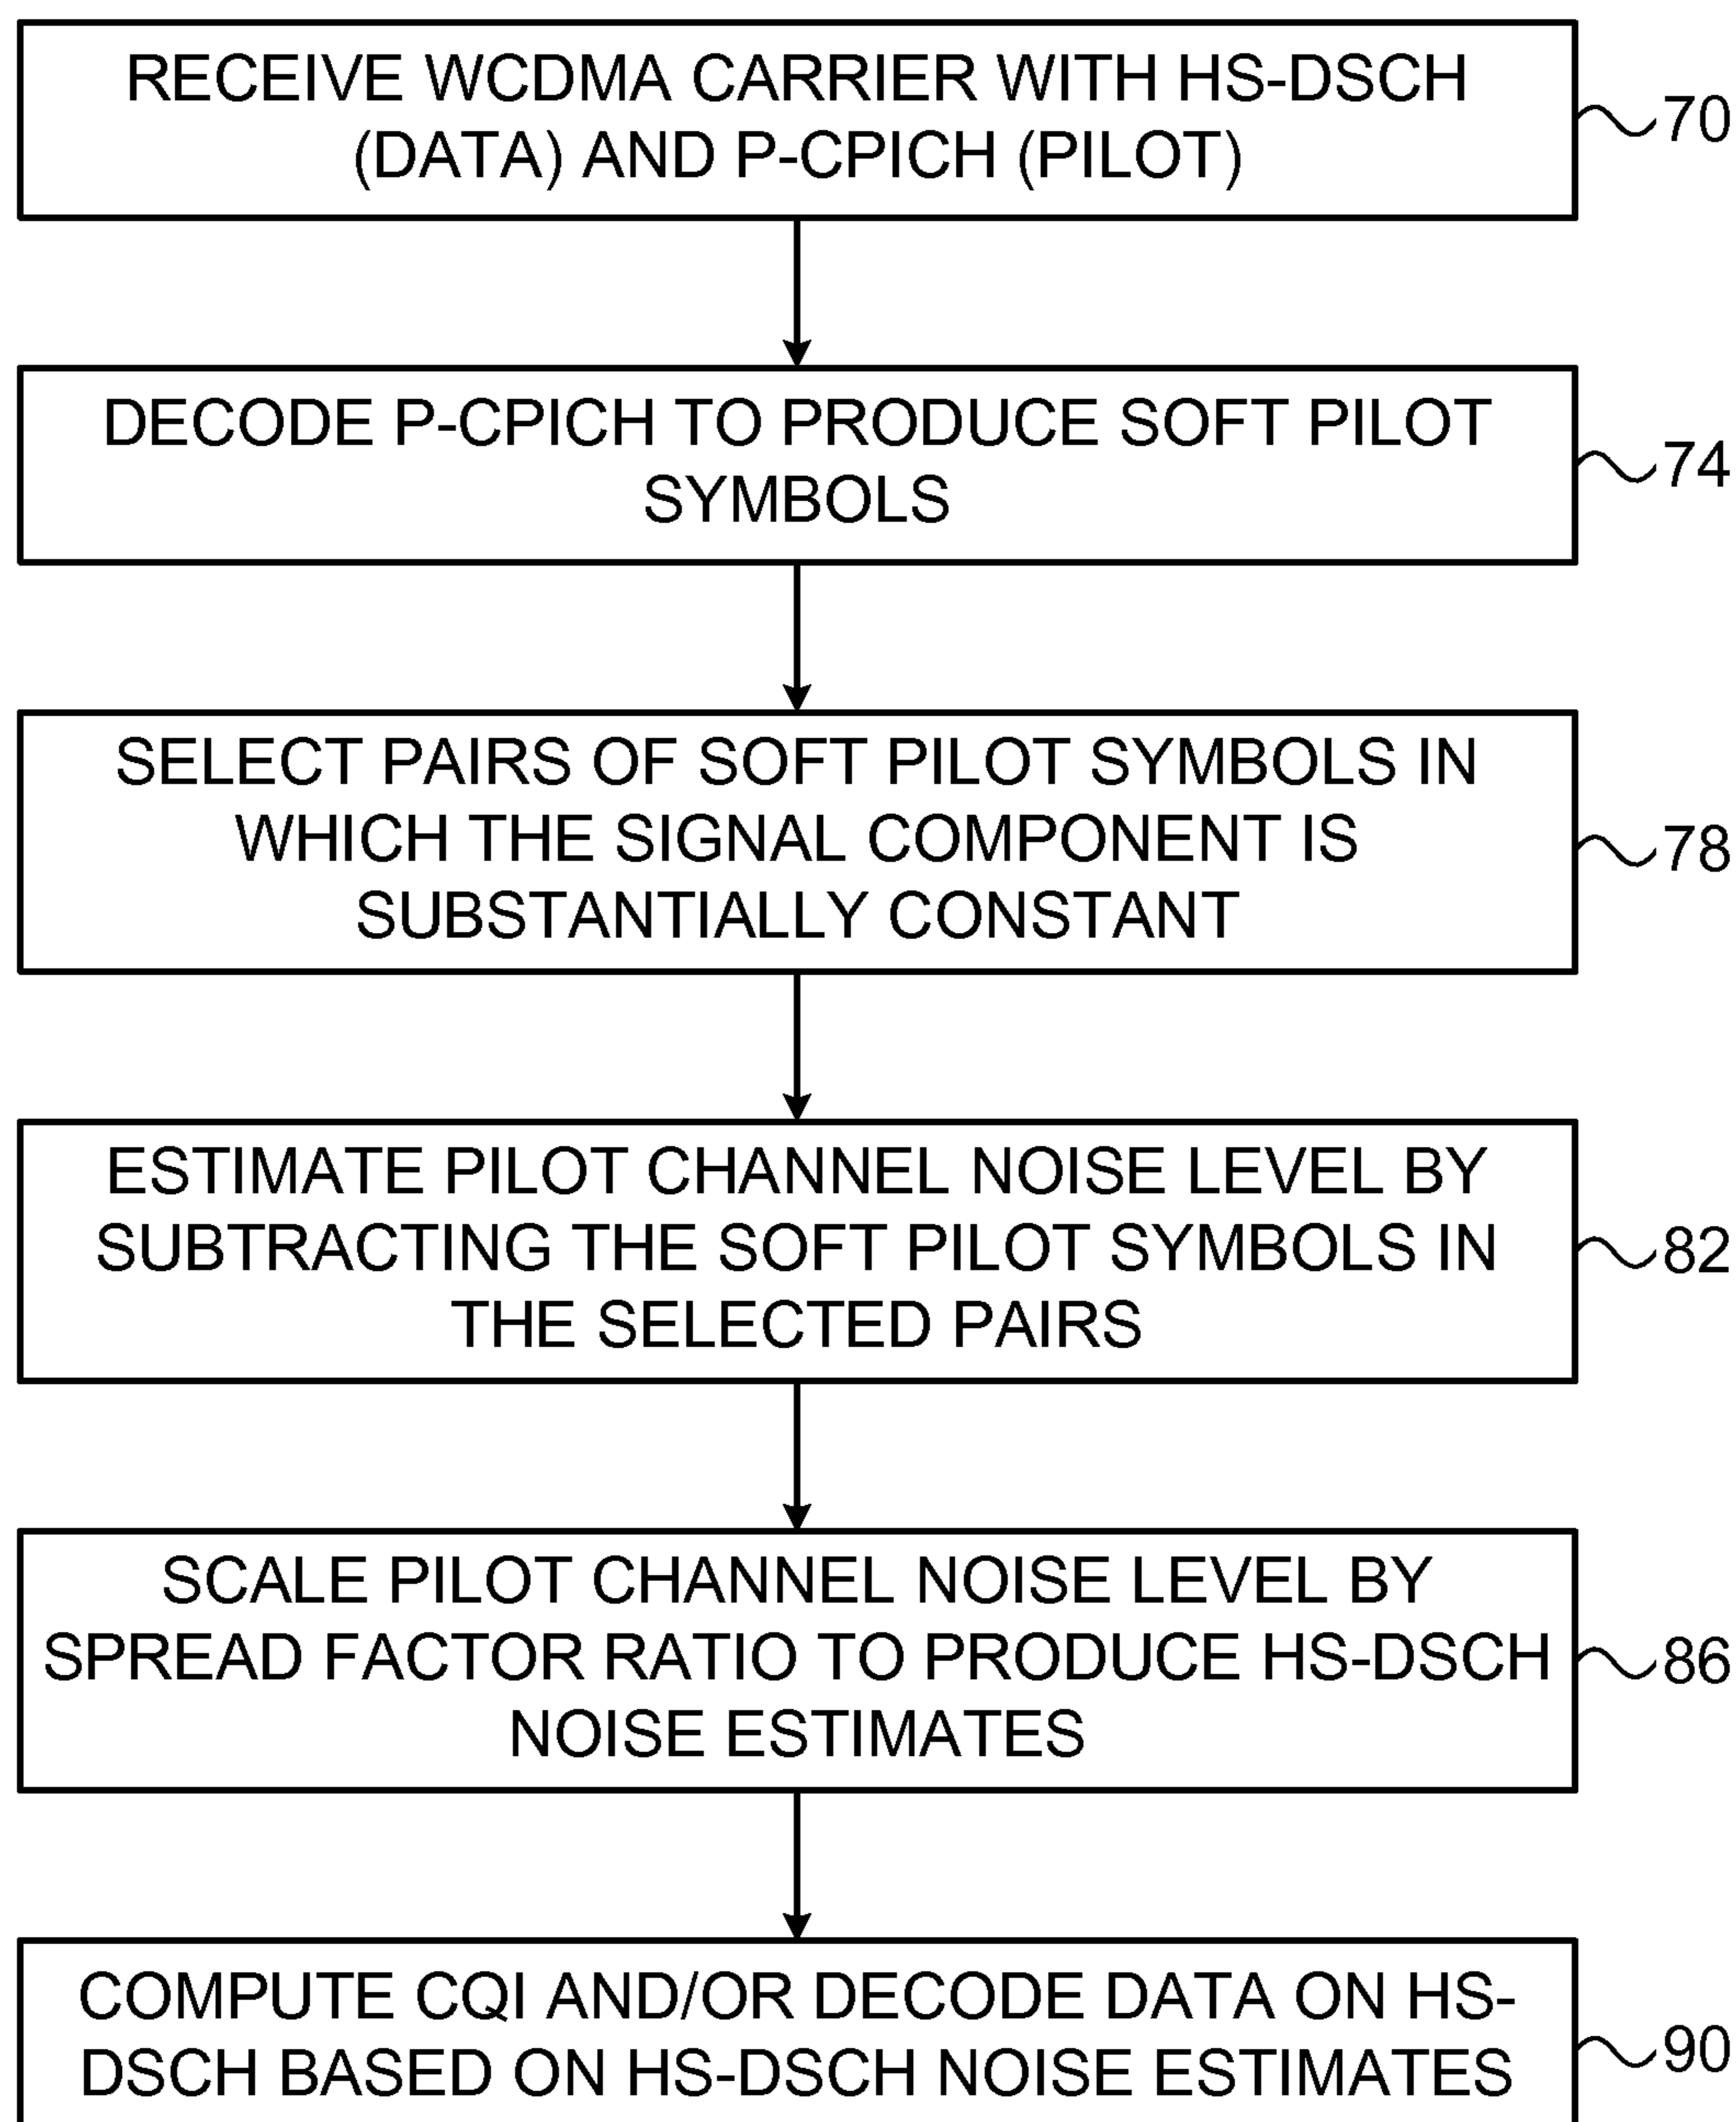 RECEIVE WCDMA CARRIER WITH HS-DSCH
(DATA) AND P-CPICH (PILOT)
70
DECODE P-CPICH TO PRODUCE SOFT PILOT
SYMBOLS
74
SELECT PAIRS OF SOFT PILOT SYMBOLS IN
WHICH THE SIGNAL COMPONENT IS
SUBSTANTIALLY CONSTANT
78
ESTIMATE PILOT CHANNEL NOISE LEVEL BY
SUBTRACTING THE SOFT PILOT SYMBOLS IN
THE SELECTED PAIRS
82
SCALE PILOT CHANNEL NOISE LEVEL BY
SPREAD FACTOR RATIO TO PRODUCE HS-DSCH
NOISE ESTIMATES
86
COMPUTE CQI AND/OR DECODE DATA ON HS-
DSCH BASED ON HS-DSCH NOISE ESTIMATES
90